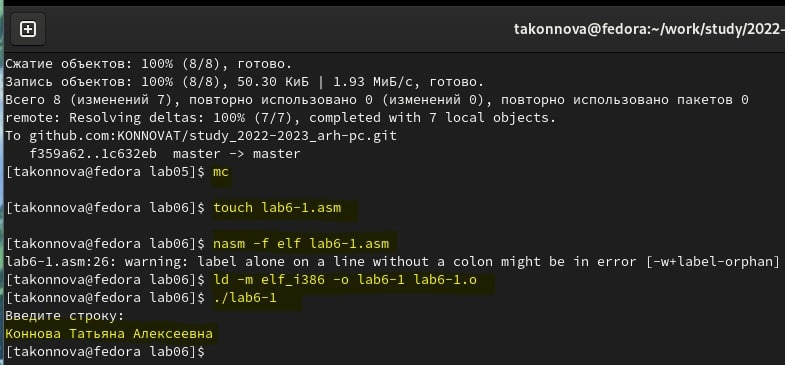 takonnova@fedora:~/work/study/2022-
Сжатие объектов: 100% (8/8), готово.
Запись объектов: 100% (8/8), 50.30 КиБ | 1.93 МиБ/с, готово.
Всего 8 (изменений 7), повторно использовано 0 (изменений 0), повторно использовано пакетов 0
remote: Resolving deltas: 100% (7/7), completed with 7 local objects.
To github.com:KONNOVAT/study_2022-2023_arh-pc.git
f359a62..1c632eb  master -> master
[takonnova@fedora lab05]$ mc
[takonnova@fedora lab06]$ touch lab6-1.asm
[takonnova@fedora lab06]$ nasm -f elf lab6-1.asm
lab6-1.asm:26: warning: label alone on a line without a colon might be in error [-w+label-orphan]
[takonnova@fedora lab06]$ ld -m elf_i386 -o lab6-1 lab6-1.o
[takonnova@fedora lab06]$ ./lab6-1
Введите строку:
Коннова Татьяна Алексеевна
[takonnova@fedora lab06]$